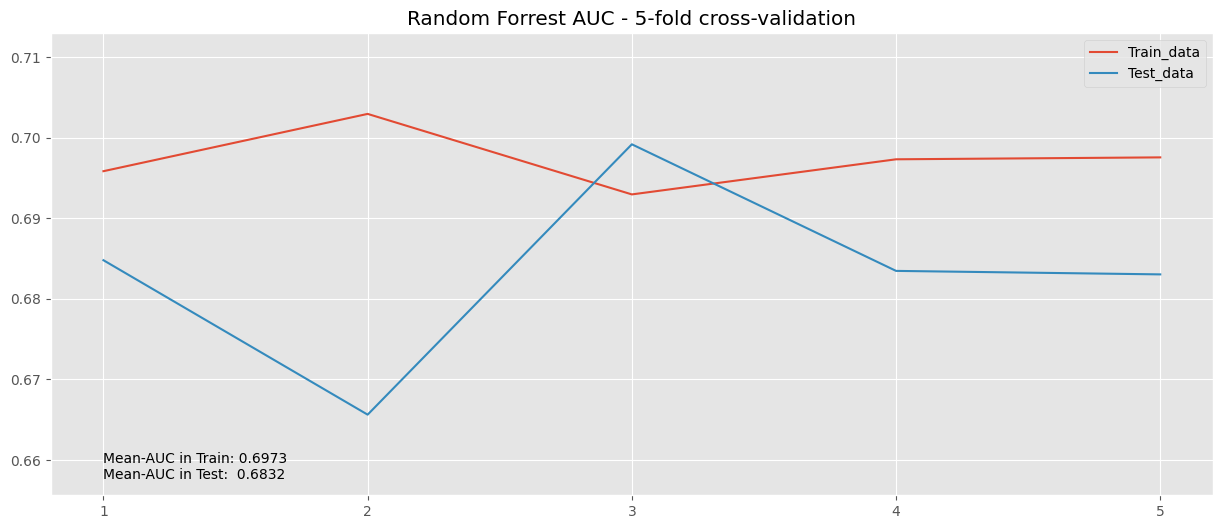 Random Forrest AUC - 5-fold cross-validation
0.71
0.70
0.69
0.68
0.67
0.66
Train_data
Test_data
Mean-AUC in Train: 0.6973
Mean-AUC in Test:  0.6832
1 2 3 4 5